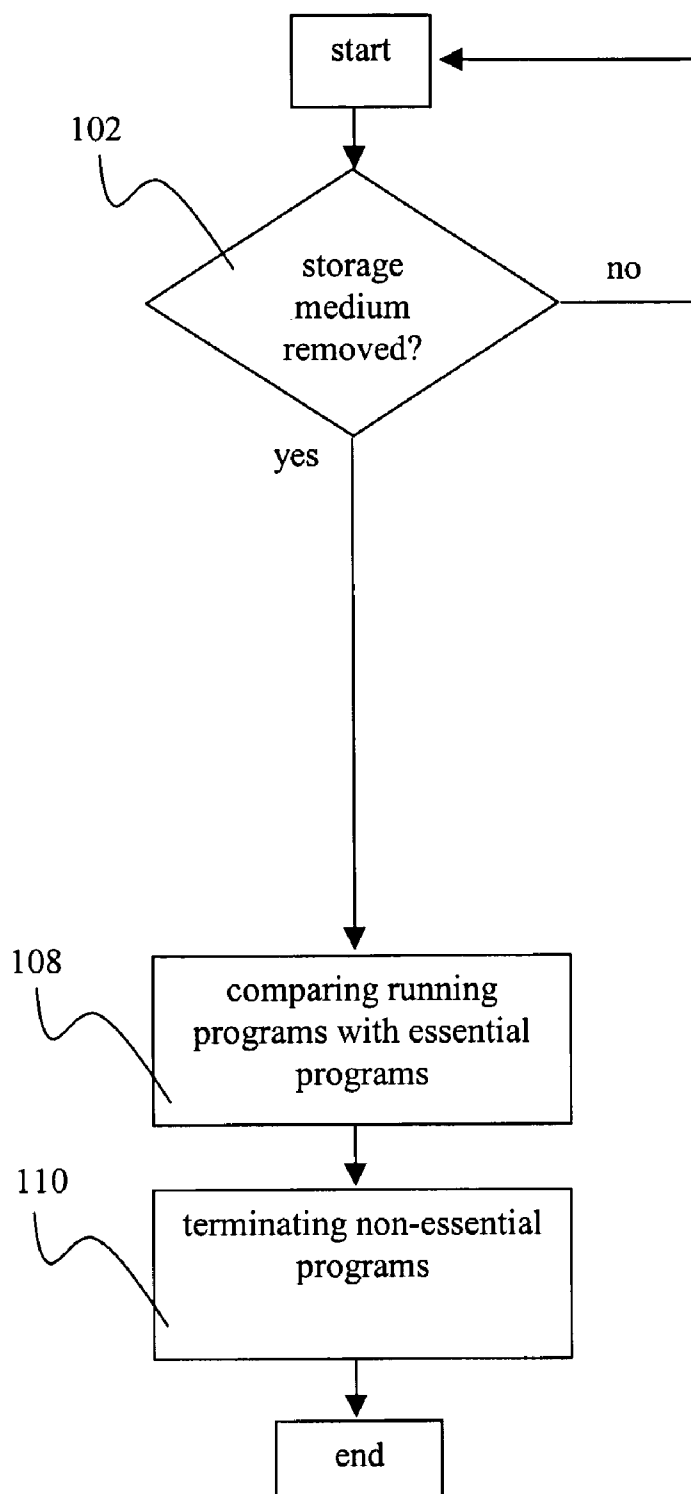 start
102
storage
medium
removed?
no
yes
108
comparing running
programs with essential
programs
110
terminating non-essential
programs
end